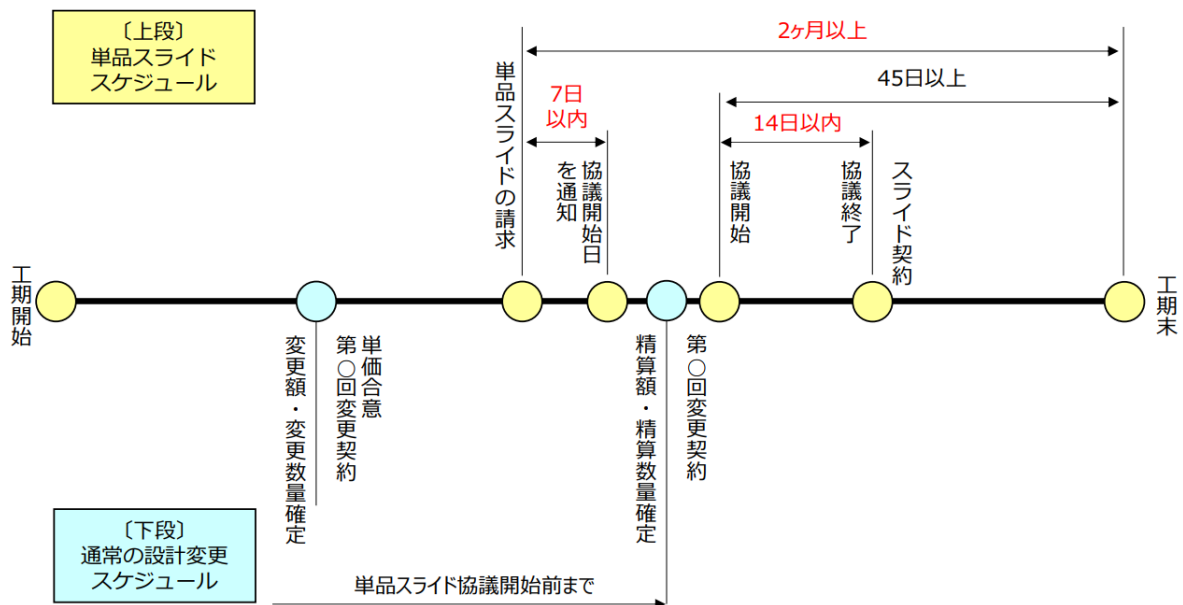 〔上段〕
単品スライド
スケジュール
2ヶ月以上
45日以上
7日
以内
14日以内
単品スライドの請求
協議開始日
を通知
協議開始
協議終了
スライド契約
工期開始
工期末
単価合意
第〇回変更契約
変更額・変更数量確定
第〇回変更契約
精算額・精算数量確定
〔下段〕
通常の設計変更
スケジュール
単品スライド協議開始前まで